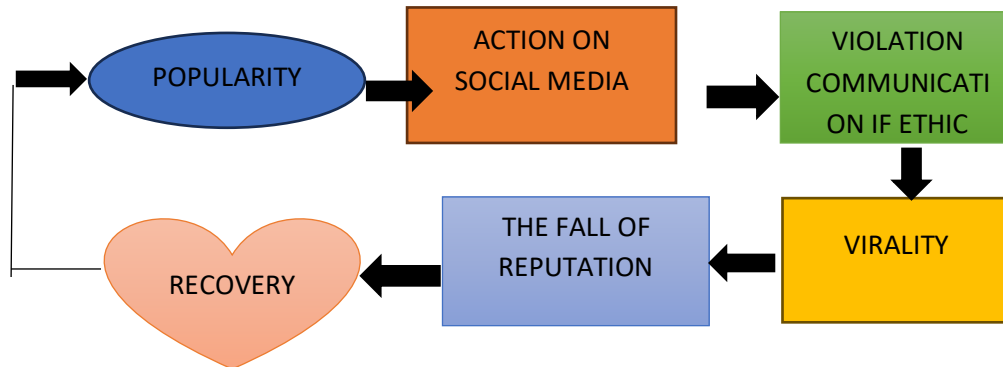 POPULARITY
ACTION ON
SOCIAL MEDIA
VIOLATION
COMMUNICATI
ON IF ETHIC
VIRALITY
THE FALL OF
REPUTATION
RECOVERY